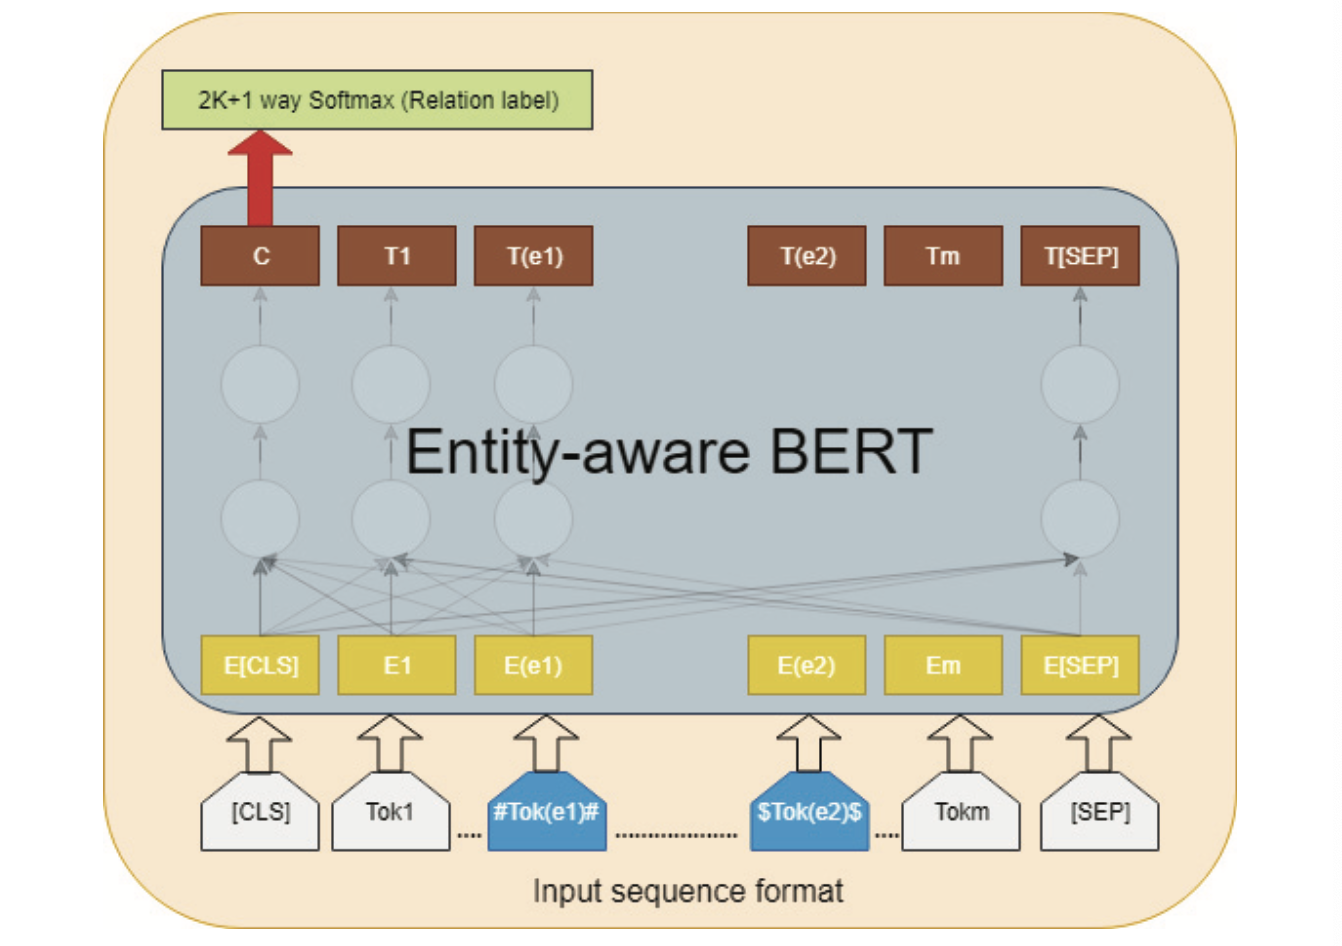 2K+1 way Softmax (Relation label)
C T1 T(e1) T(e2) Tm T[SEP]
Entity-aware BERT
E[CLS] E1 E(e1) E(e2) Em E[SEP]
[CLS] Tok1 .... #Tok(e1)# ................... $Tok(e2)$ .... Tokm [SEP]
Input sequence format